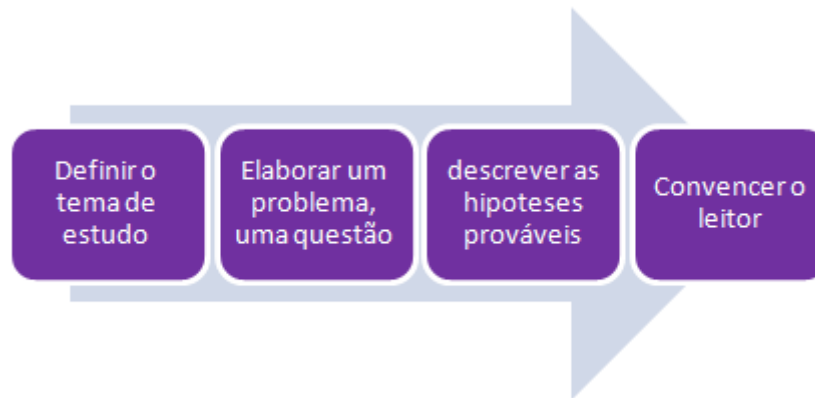 Definir o
tema de
estudo
Elaborar um
problema,
uma questão
descrever as
hipoteses
prováveis
Convencer o
leitor